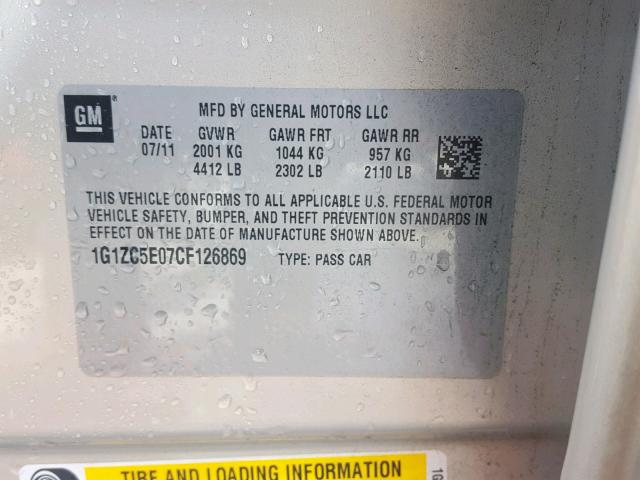 GM
MFD BY GENERAL MOTORS LLC
DATE GVWR GAWR FRT GAWR RR
07/11 2001 KG 1044 KG 957 KG
4412 LB 2302 LB 2110 LB
THIS VEHICLE CONFORMS TO ALL APPLICABLE U.S. FEDERAL MOTOR
VEHICLE SAFETY, BUMPER, AND THEFT PREVENTION STANDARDS IN
EFFECT ON THE DATE OF MANUFACTURE SHOWN ABOVE.
1G1ZC5E07CF126869 TYPE: PASS CAR
TIRE AND LOADING INFORMATION